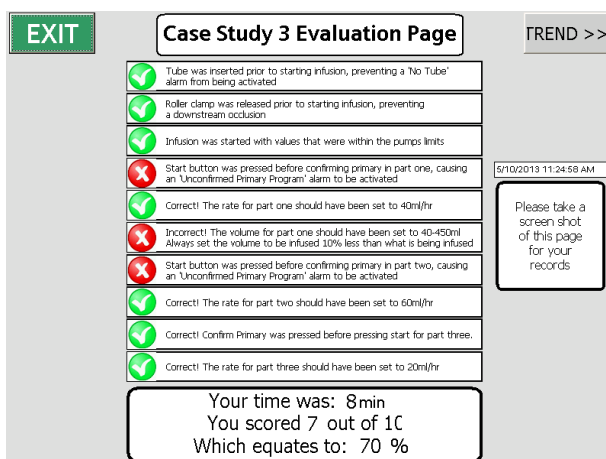 EXIT
Case Study 3 Evaluation Page
TREND >>
Tube was inserted prior to starting infusion, preventing a 'No Tube'
alarm from being activated
Roller clamp was released prior to starting infusion, preventing
a downstream occlusion
Infusion was started with values that were within the pumps limits
Start button was pressed before confirming primary in part one, causing
an 'Unconfirmed Primary Program' alarm to be activated
5/10/2013 11:24:58 AM
Correct! The rate for part one should have been set to 40ml/hr
Incorrect! The volume for part one should have been set to 40-450ml
Always set the volume to be infused 10% less than what is being infused
Start button was pressed before confirming primary in part two, causing
an 'Unconfirmed Primary Program' alarm to be activated
Correct! The rate for part two should have been set to 60ml/hr
Correct! Confirm Primary was pressed before pressing start for part three.
Correct! The rate for part three should have been set to 20ml/hr
Please take a
screen shot
of this page
for your
records
Your time was: 8min
You scored 7 out of 10
Which equates to: 70 %